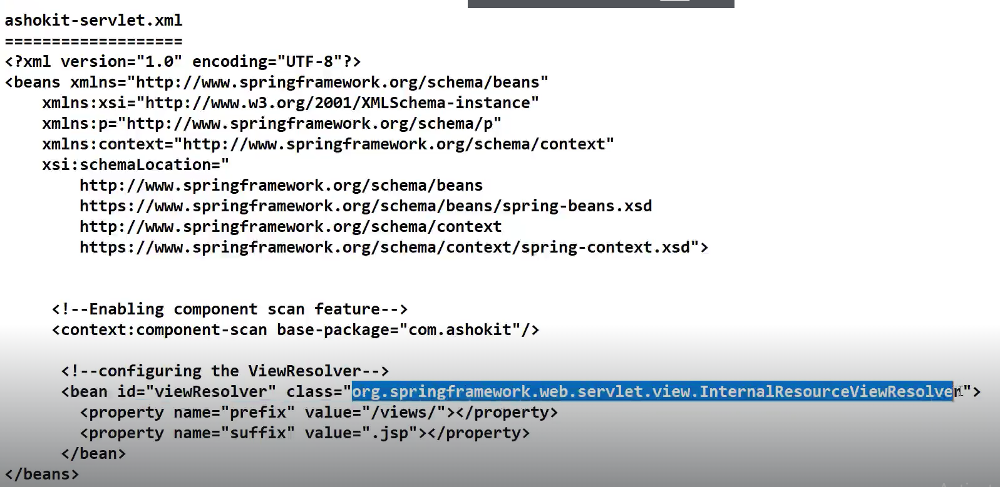 ashokit-servlet.xml
===================
<?xml version="1.0" encoding="UTF-8"?>
<beans xmlns="http://www.springframework.org/schema/beans"
    xmlns:xsi="http://www.w3.org/2001/XMLSchema-instance"
    xmlns:p="http://www.springframework.org/schema/p"
    xmlns:context="http://www.springframework.org/schema/context"
    xsi:schemaLocation="
        http://www.springframework.org/schema/beans
        https://www.springframework.org/schema/beans/spring-beans.xsd
        http://www.springframework.org/schema/context
        https://www.springframework.org/schema/context/spring-context.xsd">
     <!--Enabling component scan feature-->
     <context:component-scan base-package="com.ashokit"/>
      <!--configuring the ViewResolver-->
      <bean id="viewResolver" class="org.springframework.web.servlet.view.InternalResourceViewResolver">
        <property name="prefix" value="/views/"></property>
        <property name="suffix" value=".jsp"></property>
      </bean>
</beans>